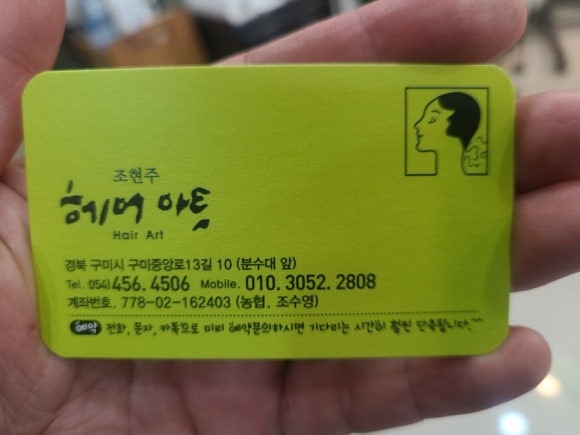 조현주
헤어 아트
Hair Art
경북 구미시 구미중앙로13길 10 (분수대 앞)
Tel. 054) 456. 4506 Mobile. 010. 3052. 2808
계좌번호. 778-02-162403 (농협. 조수영)
예약 전화, 문자, 카톡으로 미리 예약문의하시면 기다리는 시간이 훨씬 단축됩니다.^^